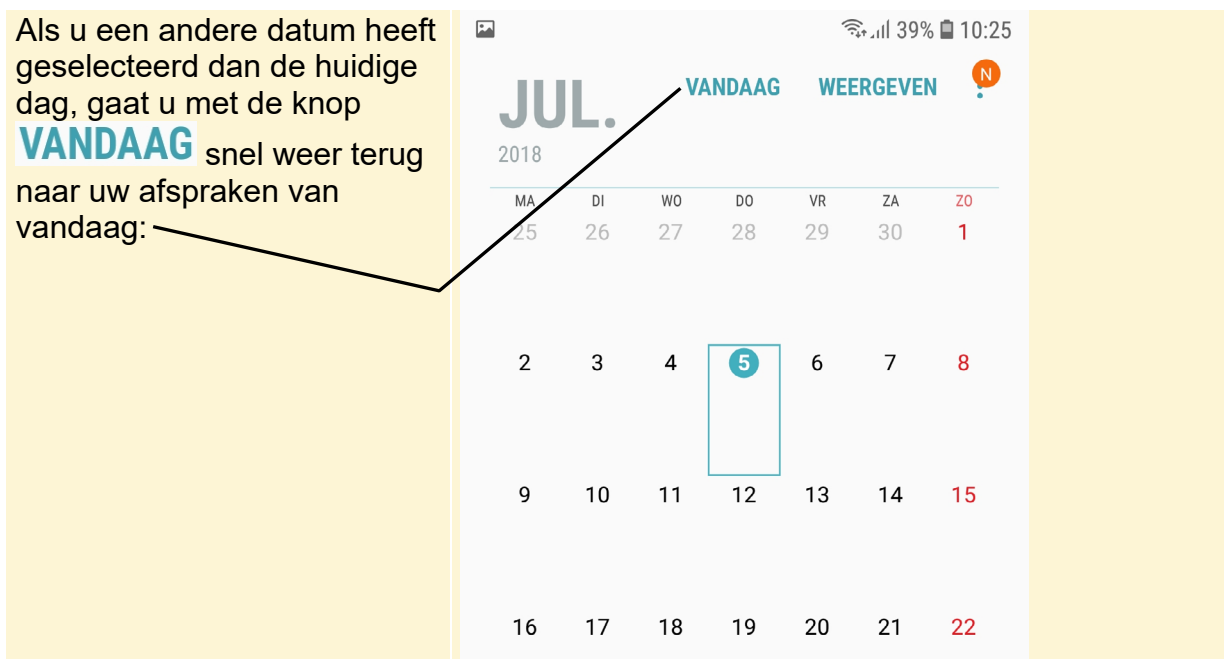 Als u een andere datum heeft
geselecteerd dan de huidige
dag, gaat u met de knop
VANDAAG snel weer terug
naar uw afspraken van
vandaag:
39% 10:25
JUL. VANDAAG WEERGEVEN N
2018
MA DI WO DO VR ZA ZO
25 26 27 28 29 30 1
2 3 4 5 6 7 8
9 10 11 12 13 14 15
16 17 18 19 20 21 22